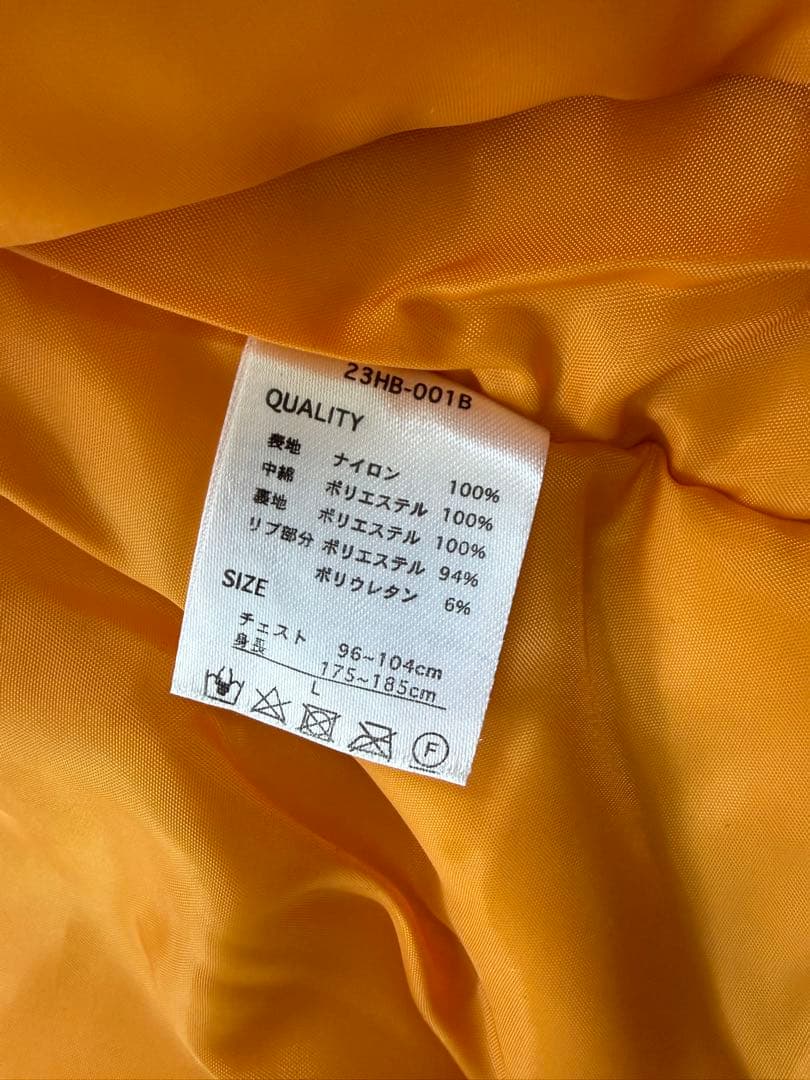 23HB-001B
QUALITY
表地 ナイロン 100%
中綿 ポリエステル 100%
裏地 ポリエステル 100%
リブ部分 ポリエステル 94%
ポリウレタン 6%
SIZE
チェスト 96~104cm
身長 175~185cm
L
F